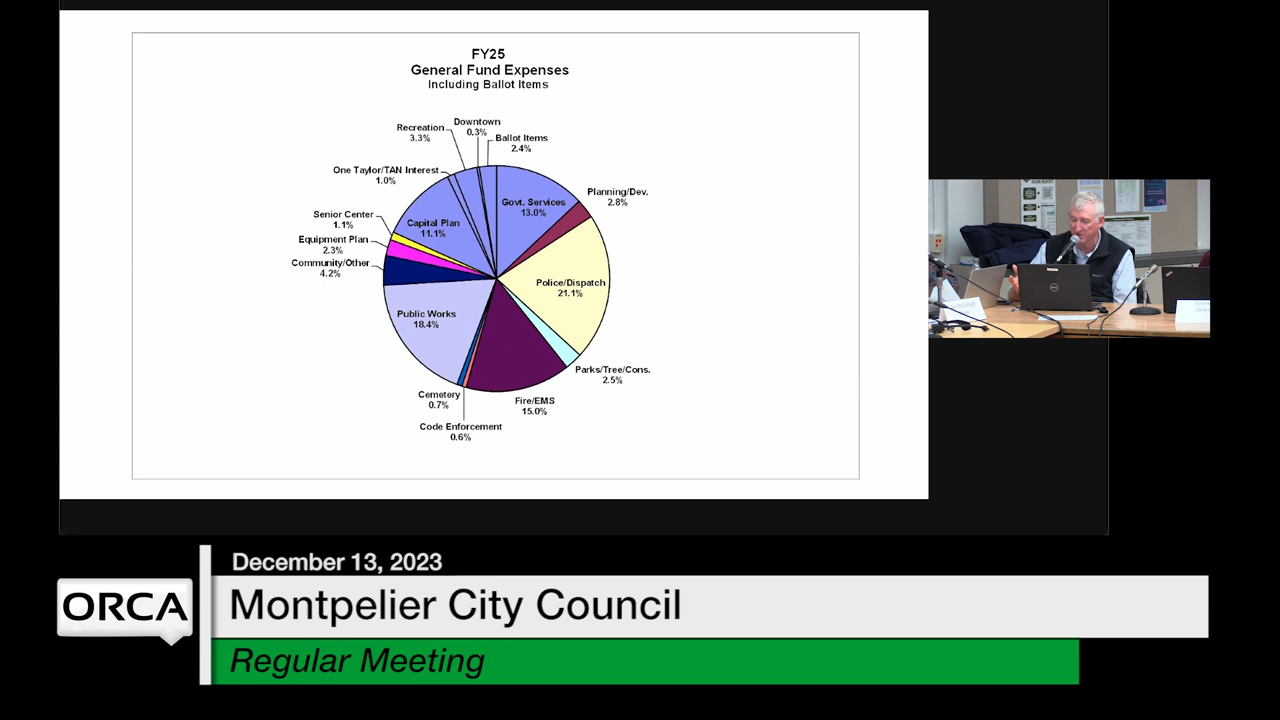 FY25
General Fund Expenses
Including Ballot Items
Downtown
0.3%
Recreation
3.3%
Ballot Items
2.4%
One Taylor/TAN Interest
1.0%
Planning/Dev.
2.8%
Govt. Services
13.0%
Senior Center
1.1%
Capital Plan
11.1%
Equipment Plan
2.3%
Community/Other
4.2%
Police/Dispatch
21.1%
Public Works
18.4%
Parks/Tree/Cons.
2.5%
Cemetery
0.7%
Fire/EMS
15.0%
Code Enforcement
0.6%
December 13, 2023
ORCA
Montpelier City Council
Regular Meeting